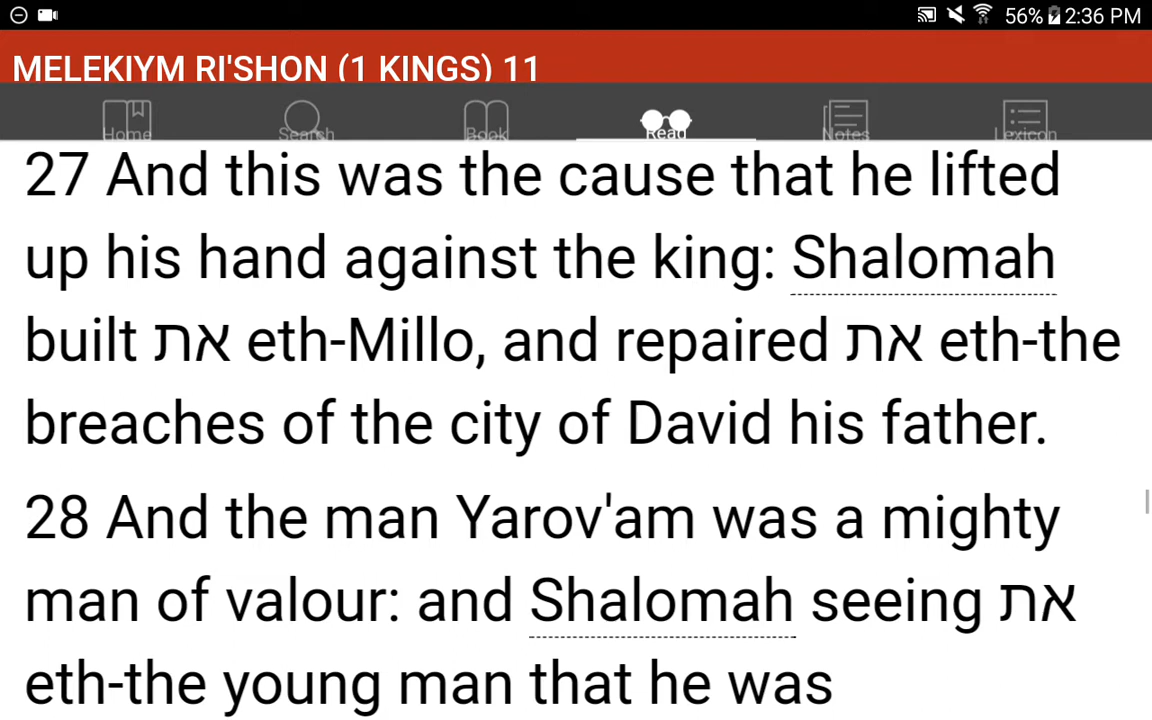 56% 2:36 PM
MELEKIYM RI'SHON (1 KINGS) 11
Home Search Book Read Notes Lexicon
27 And this was the cause that he lifted
up his hand against the king: Shalomah
built את eth-Millo, and repaired את eth-the
breaches of the city of David his father.
28 And the man Yarov'am was a mighty
man of valour: and Shalomah seeing את
eth-the young man that he was